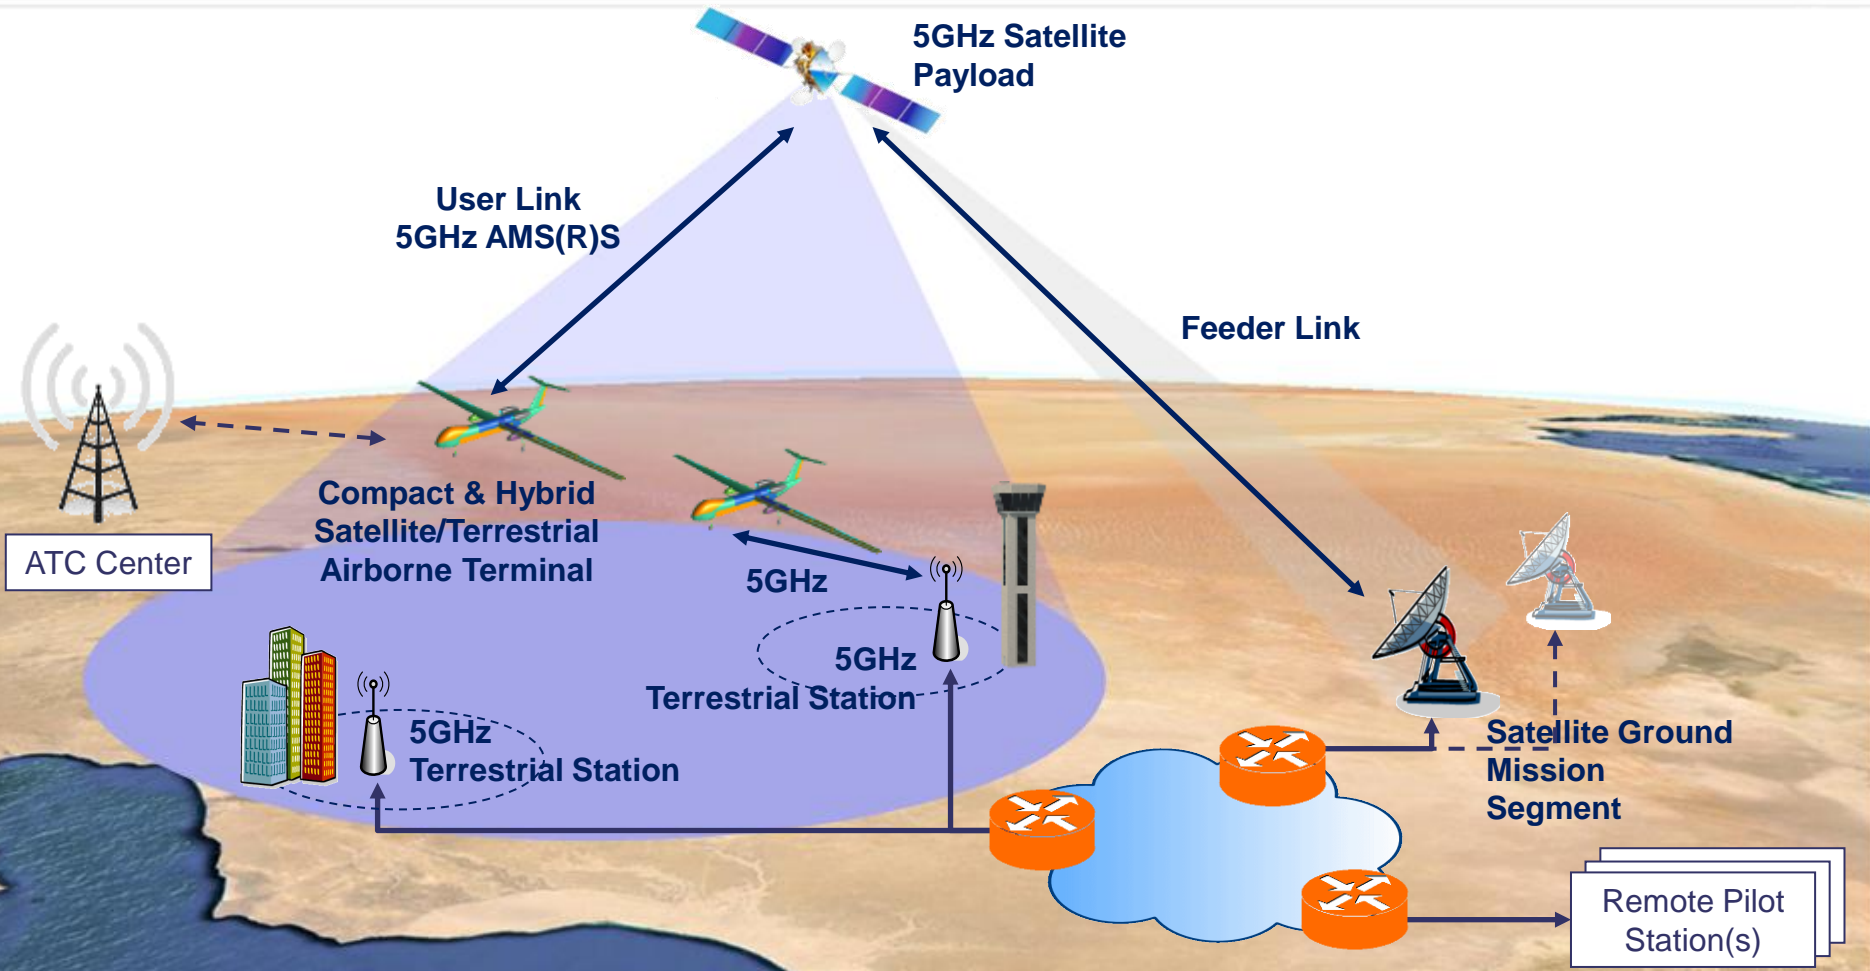 5GHz Satellite
Payload
User Link
5GHz AMS(R)S
Feeder Link
Compact & Hybrid
Satellite/Terrestrial
Airborne Terminal
ATC Center
5GHz
5GHz
Terrestrial Station
5GHz
Terrestrial Station
Satellite Ground
Mission
Segment
Remote Pilot
Station(s)